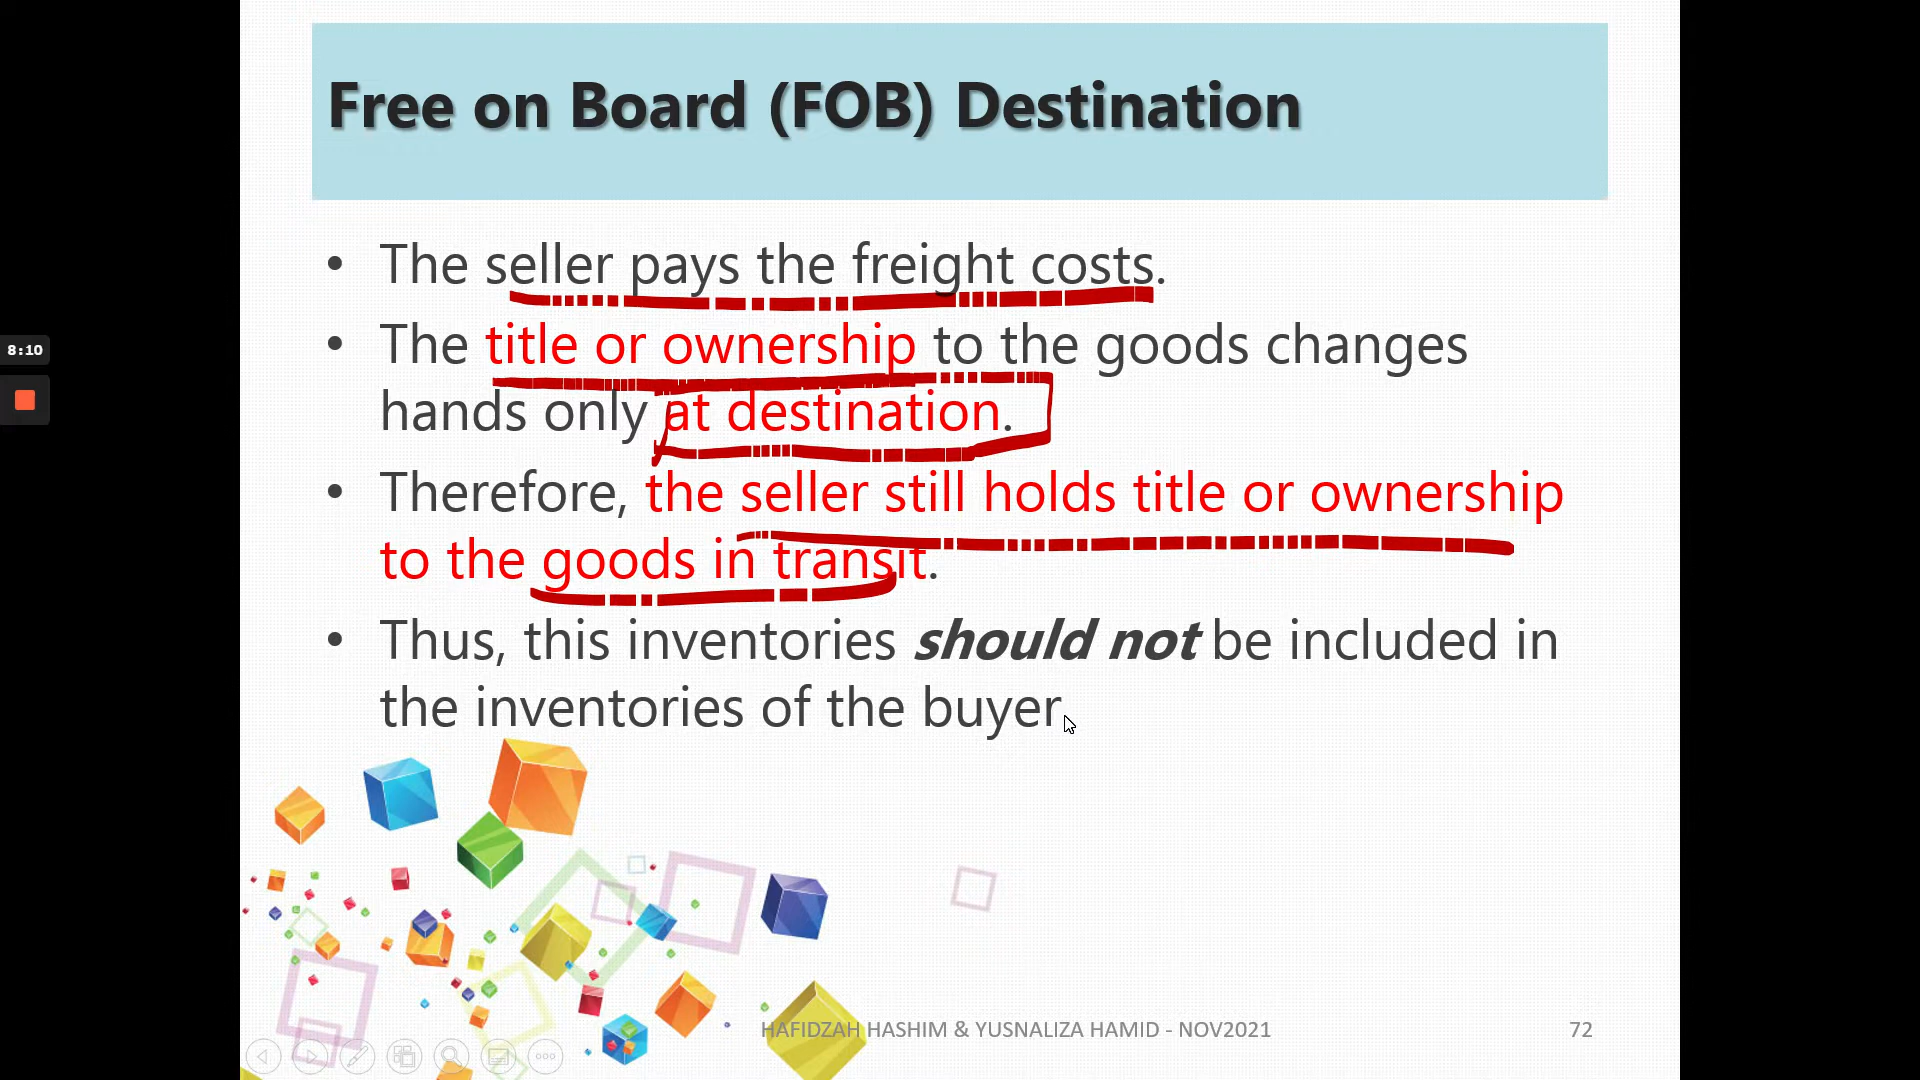 Free on Board (FOB) Destination
• The seller pays the freight costs.
• The title or ownership to the goods changes
hands only at destination.
• Therefore, the seller still holds title or ownership
to the goods in transit.
• Thus, this inventories should not be included in
the inventories of the buyer.
8:10
HAFIDZAH HASHIM & YUSNALIZA HAMID - NOV2021
72